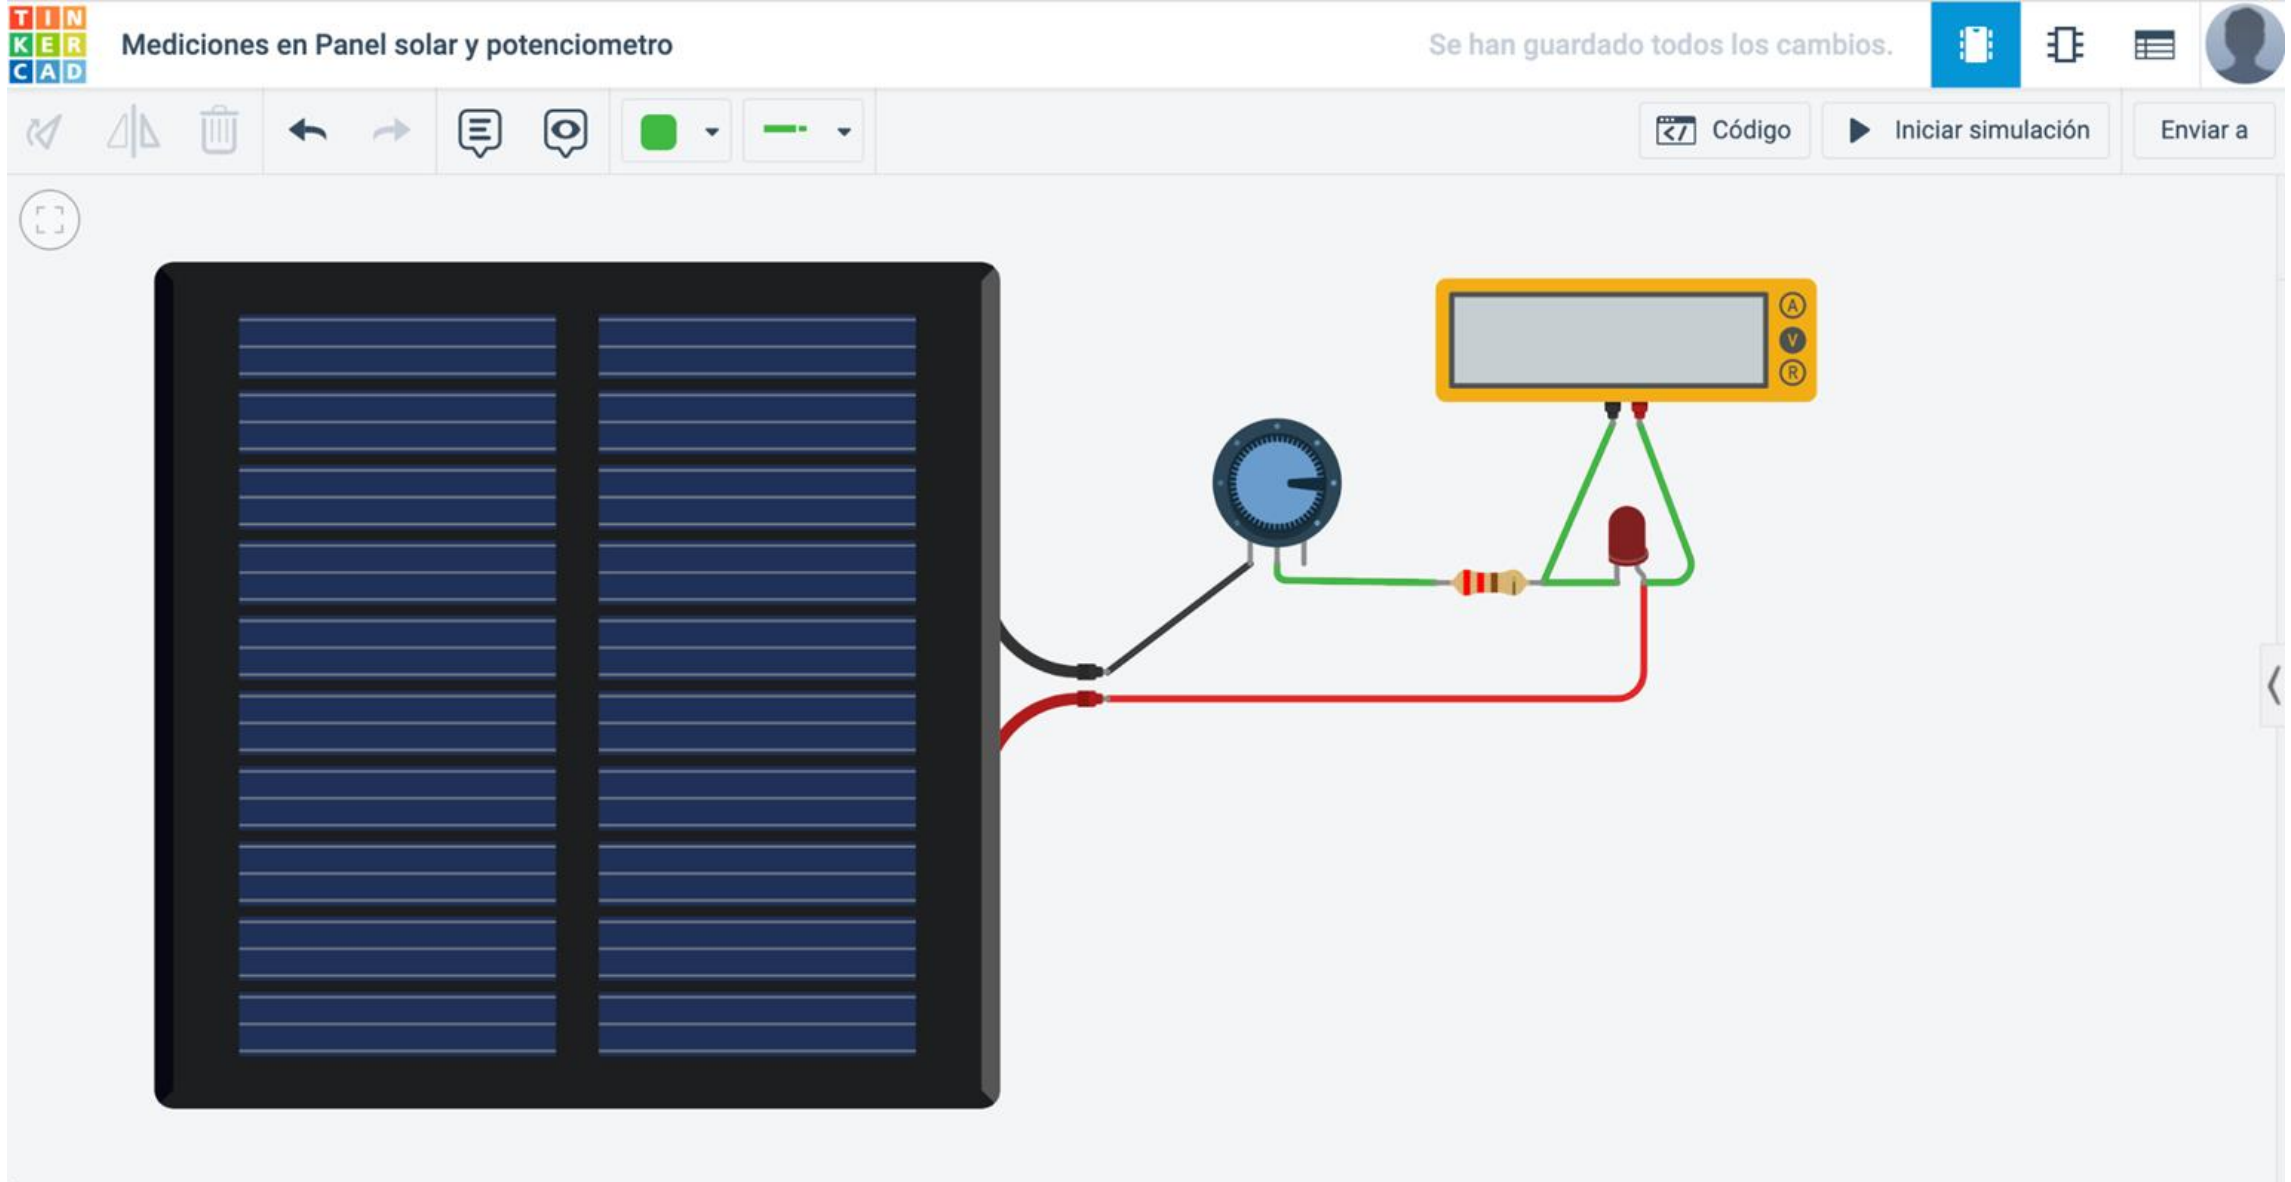 TIN
KER
CAD
Mediciones en Panel solar y potenciometro
Se han guardado todos los cambios.
Código
Iniciar simulación
Enviar a
A
V
R